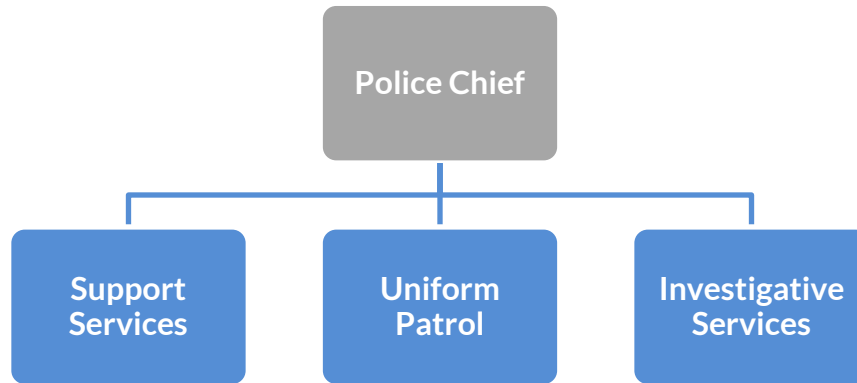 Police Chief
Support
Services
Uniform
Patrol
Investigative
Services